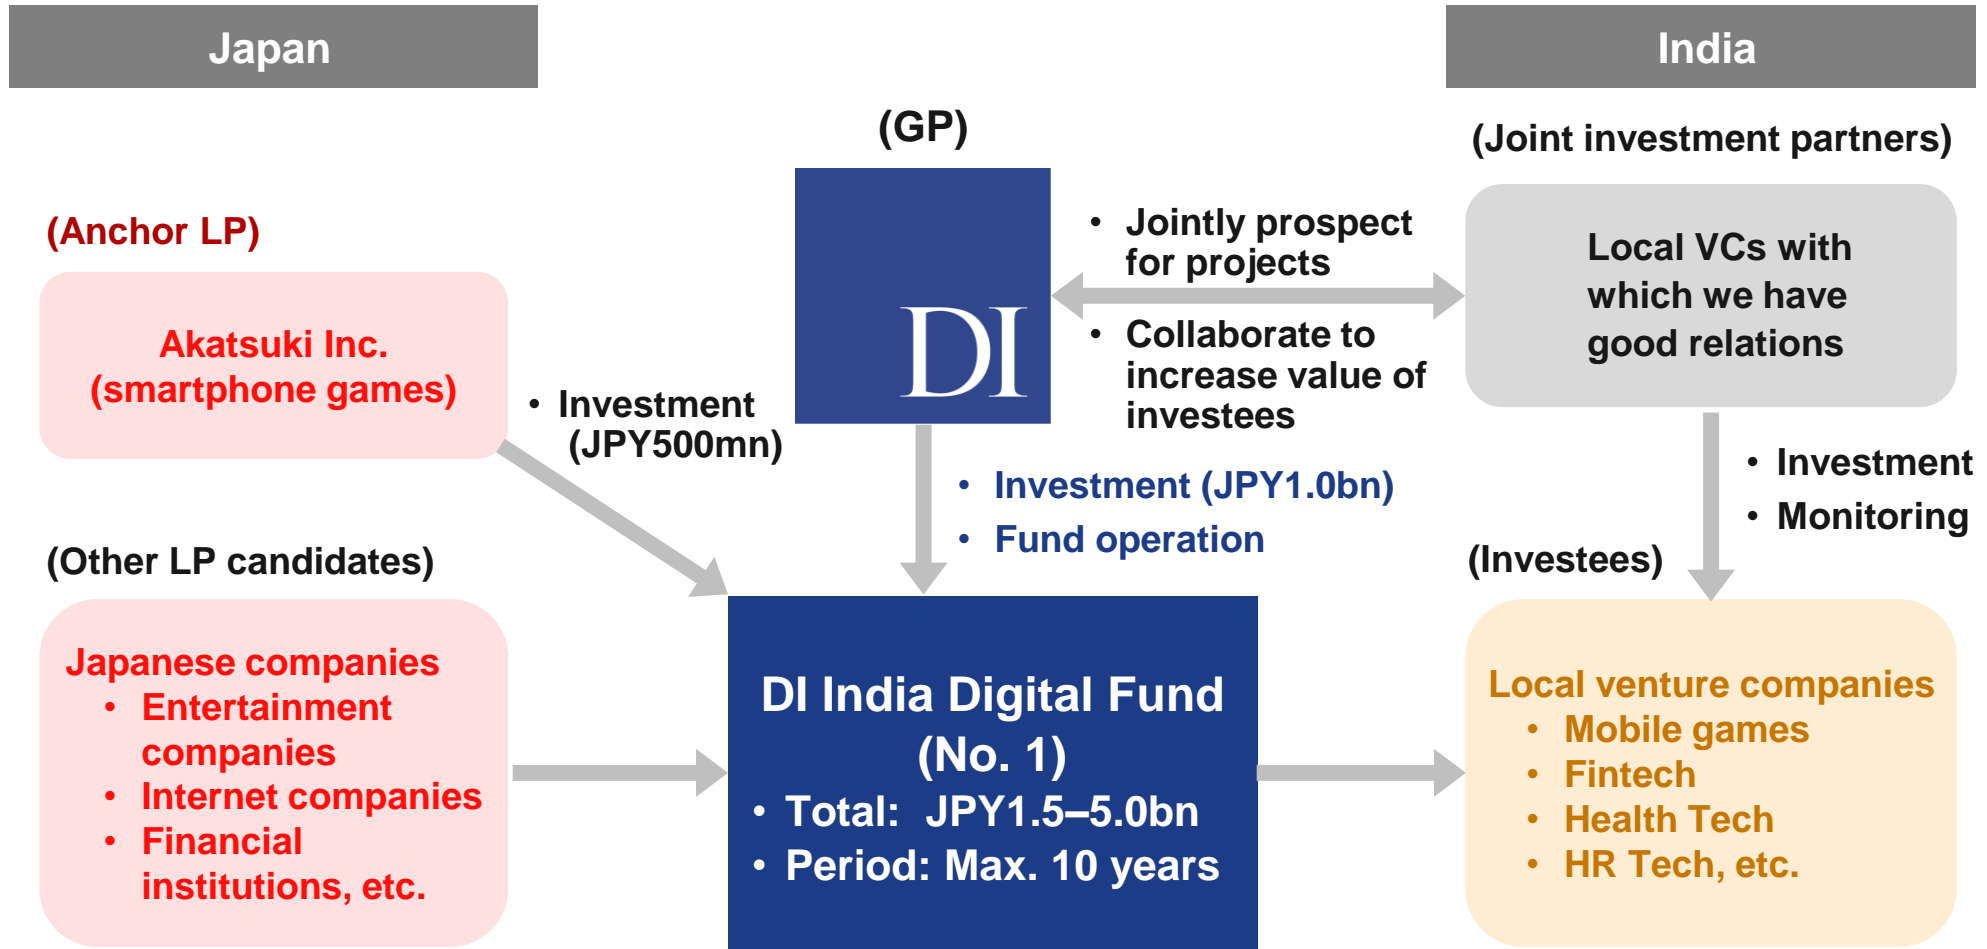 Japan
India
(GP)
(Joint investment partners)
DI
• Jointly prospect
for projects
• Collaborate to
increase value of
investees
Local VCs with
which we have
good relations
(Anchor LP)
Akatsuki Inc.
(smartphone games)
• Investment
(JPY500mn)
• Investment (JPY1.0bn)
• Fund operation
• Investment
• Monitoring
(Other LP candidates)
Japanese companies
• Entertainment
companies
• Internet companies
• Financial
institutions, etc.
DI India Digital Fund
(No. 1)
• Total: JPY1.5–5.0bn
• Period: Max. 10 years
(Investees)
Local venture companies
• Mobile games
• Fintech
• Health Tech
• HR Tech, etc.